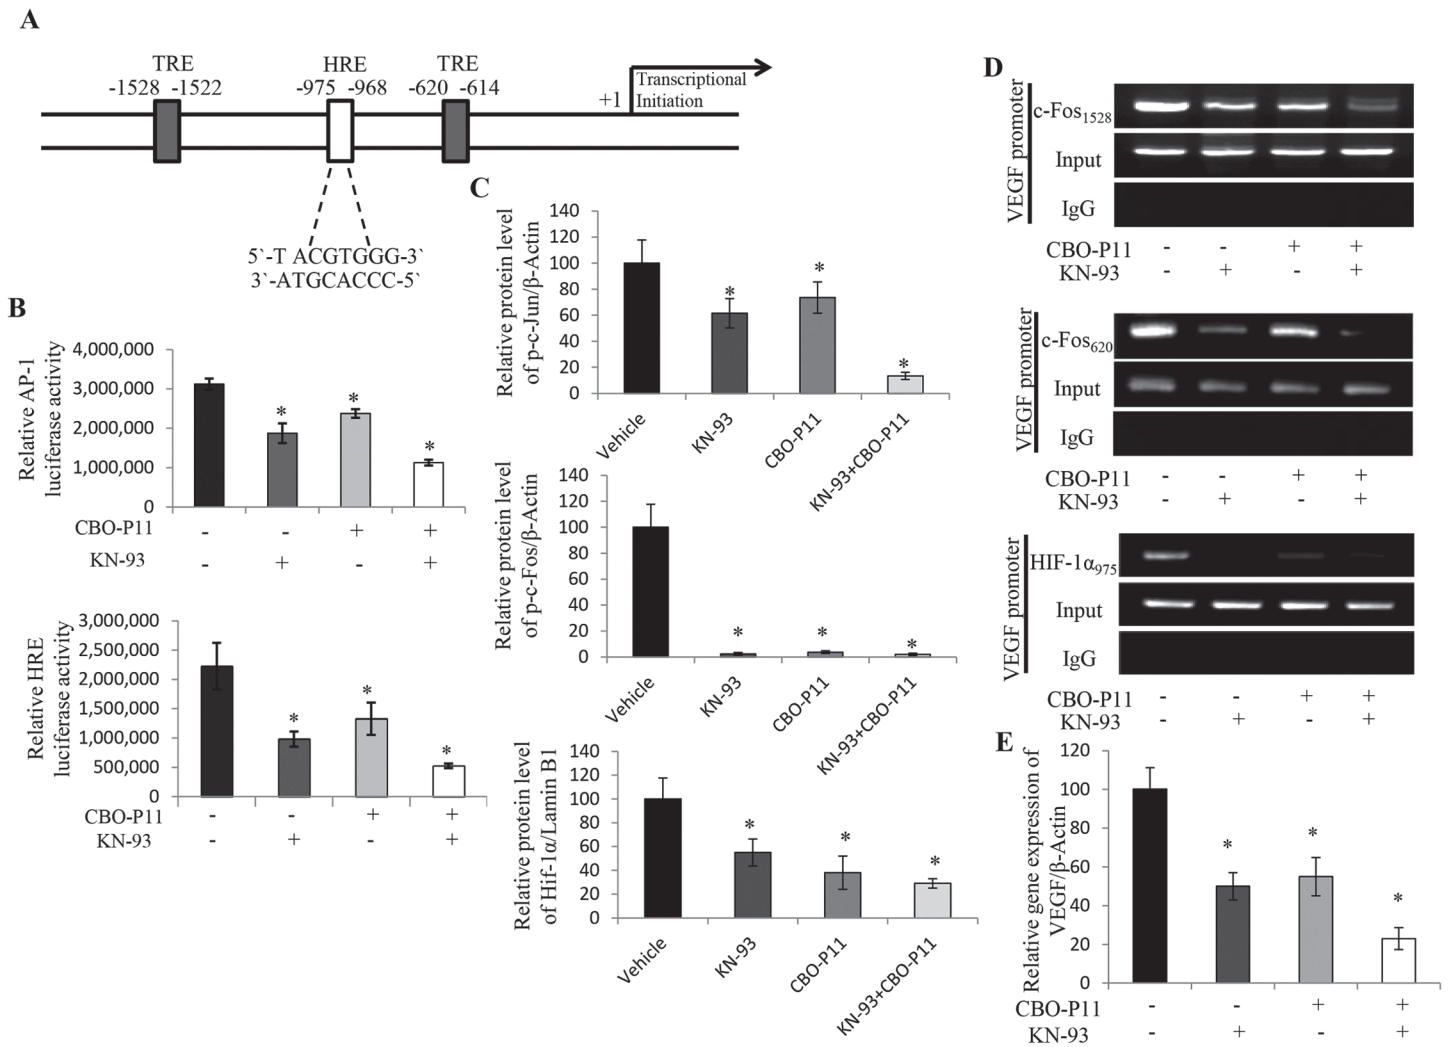 A
TRE HRE TRE
-1528 -1522 -975 -968 -620 -614
+1
Transcriptional
Initiation
5`-T ACGTGGG-3`
3`-ATGCACCC-5`
B
Relative AP-1
luciferase activity
4,000,000
3,000,000
2,000,000
1,000,000
0
* * *
CBO-P11 - - + +
KN-93 - + - +
Relative HRE
luciferase activity
3,000,000
2,500,000
2,000,000
1,500,000
1,000,000
500,000
0
* * *
CBO-P11 - - + +
KN-93 - + - +
C
Relative protein level
of p-c-Jun/β-Actin
140
120
100
80
60
40
20
0
* * *
Vehicle KN-93 CBO-P11 KN-93+CBO-P11
Relative protein level
of p-c-Fos/β-Actin
140
120
100
80
60
40
20
0
* * *
Vehicle KN-93 CBO-P11 KN-93+CBO-P11
Relative protein level
of Hif-1α/Lamin B1
140
120
100
80
60
40
20
0
* * *
Vehicle KN-93 CBO-P11 KN-93+CBO-P11
D
VEGF promoter
c-Fos1528
Input
IgG
CBO-P11 - - + +
KN-93 - + - +
VEGF promoter
c-Fos620
Input
IgG
CBO-P11 - - + +
KN-93 - + - +
VEGF promoter
HIF-1α975
Input
IgG
CBO-P11 - - + +
KN-93 - + - +
E
Relative gene expression of
VEGF/β-Actin
120
100
80
60
40
20
0
* * *
CBO-P11 - - + +
KN-93 - + - +